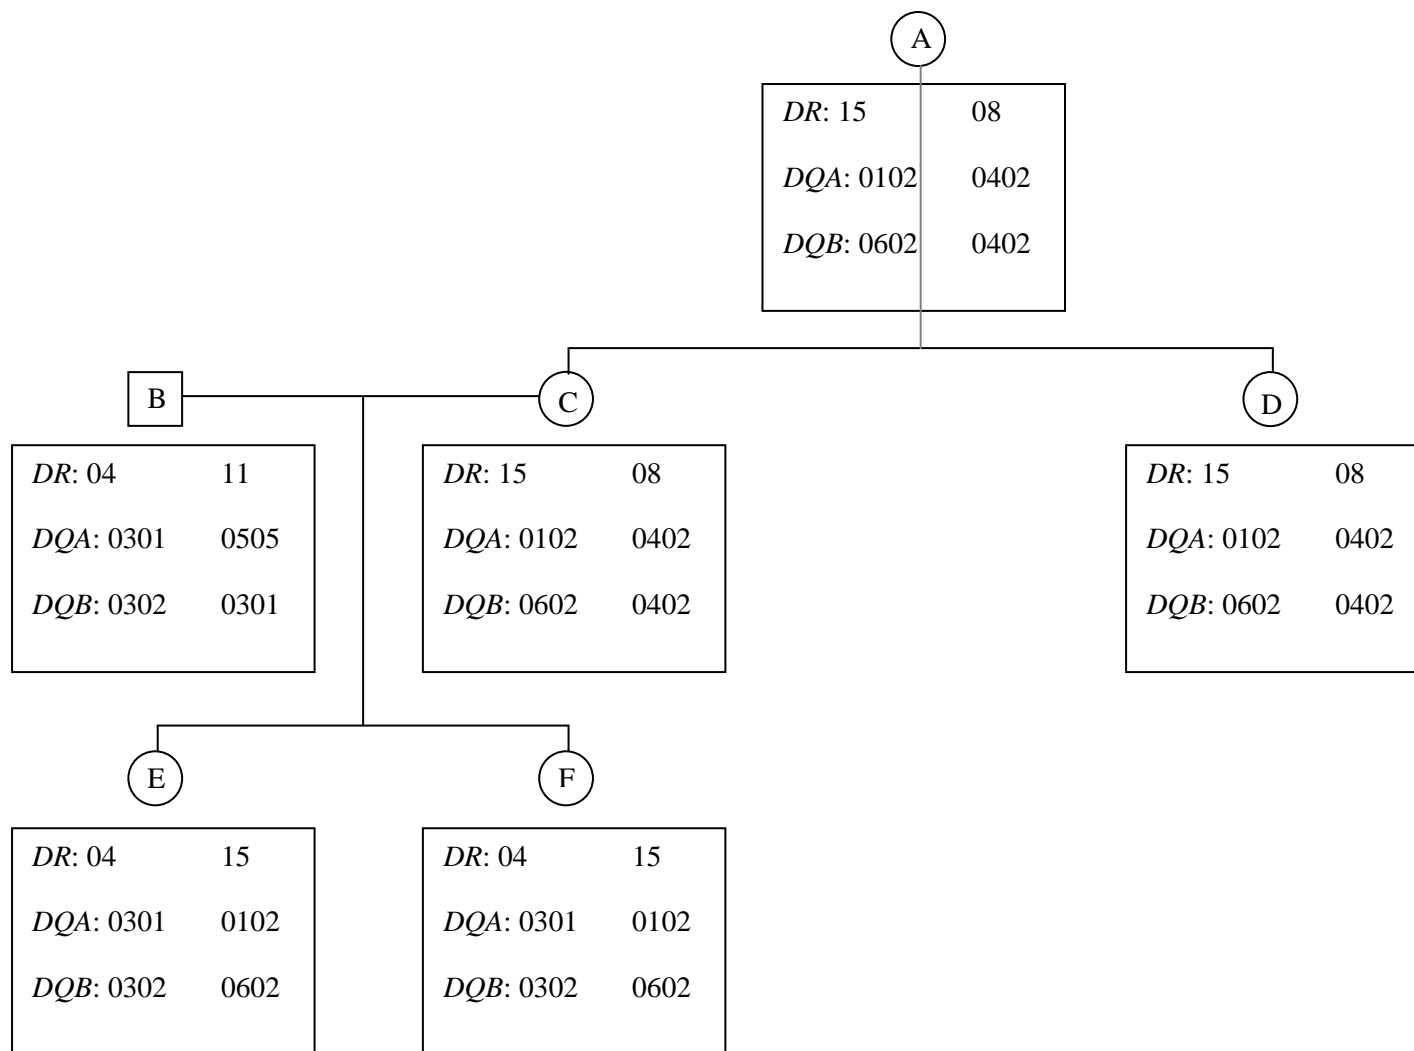 A
DR: 15 08
DQA: 0102 0402
DQB: 0602 0402
B
C
D
DR: 04 11
DQA: 0301 0505
DQB: 0302 0301
DR: 15 08
DQA: 0102 0402
DQB: 0602 0402
DR: 15 08
DQA: 0102 0402
DQB: 0602 0402
E
F
DR: 04 15
DQA: 0301 0102
DQB: 0302 0602
DR: 04 15
DQA: 0301 0102
DQB: 0302 0602